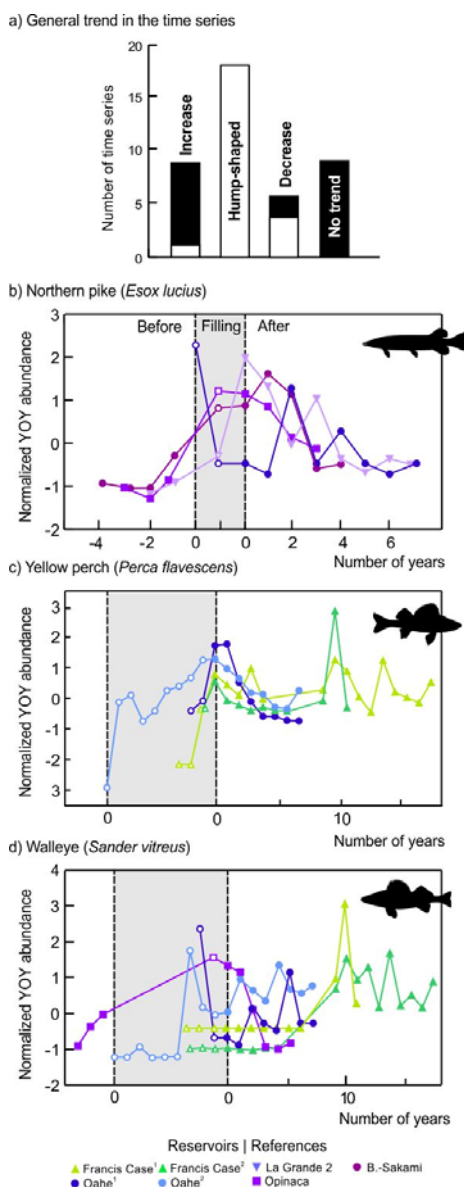 a) General trend in the time series
Number of time series
20
15
10
5
0
Increase
Hump-shaped
Decrease
No trend
b) Northern pike (Esox lucius)
Normalized YOY abundance
3
2
1
0
-1
-2
Before
Filling
After
-4
-2
0
0
2
4
6
Number of years
c) Yellow perch (Perca flavescens)
Normalized YOY abundance
3
2
1
0
-1
2
3
0
0
10
Number of years
d) Walleye (Sander vitreus)
Normalized YOY abundance
4
3
2
1
0
-1
-2
0
0
10
Number of years
Reservoirs | References
Francis Case¹
Francis Case²
La Grande 2
B.-Sakami
Oahe¹
Oahe²
Opinaca